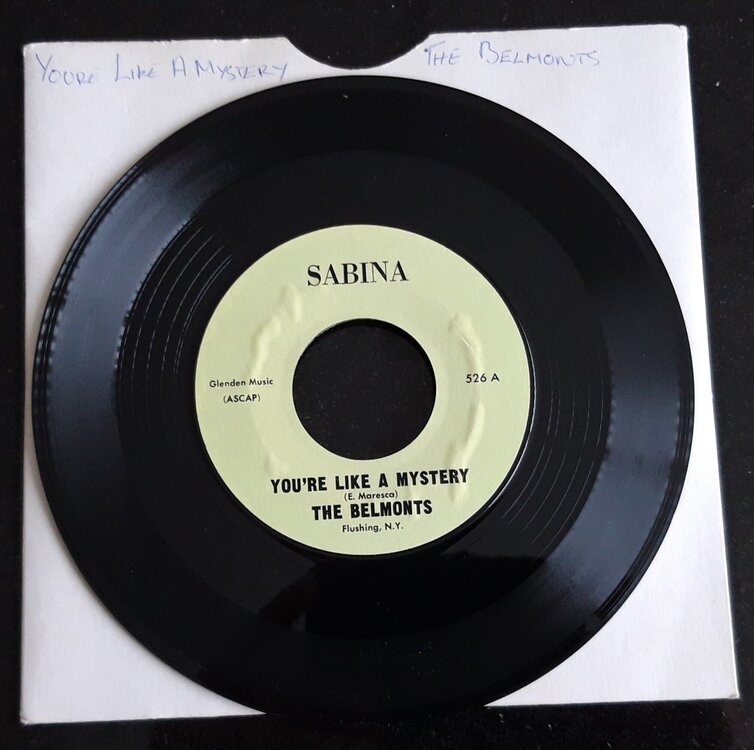 YOURE LIKE A MYSTERY THE BELMONTS
SABINA
Glenden Music
(ASCAP)
526 A
YOU'RE LIKE A MYSTERY
(E. Maresca)
THE BELMONTS
Flushing, N.Y.